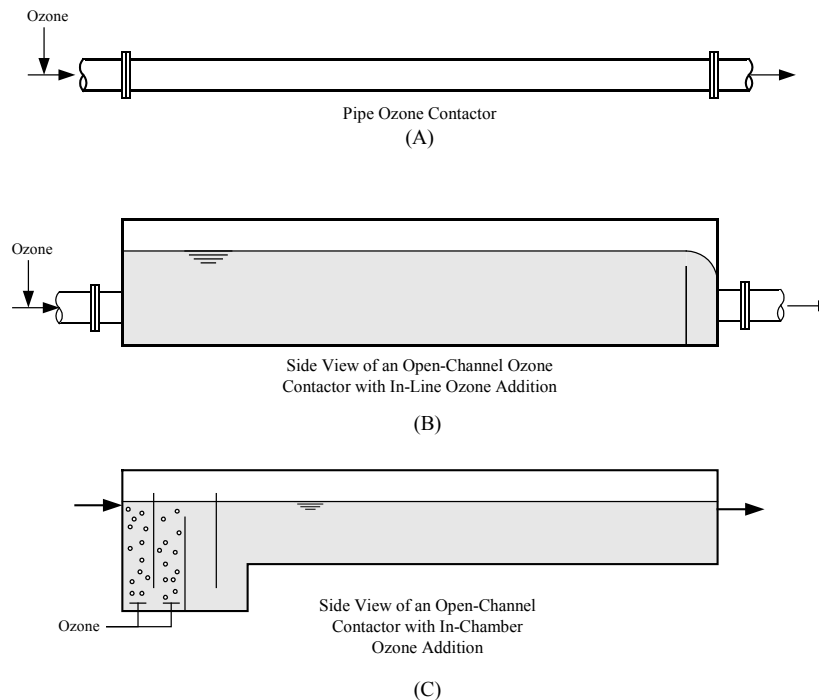 Ozone
Pipe Ozone Contactor
(A)
Ozone
Side View of an Open-Channel Ozone
Contactor with In-Line Ozone Addition
(B)
Ozone
Side View of an Open-Channel
Contactor with In-Chamber
Ozone Addition
(C)